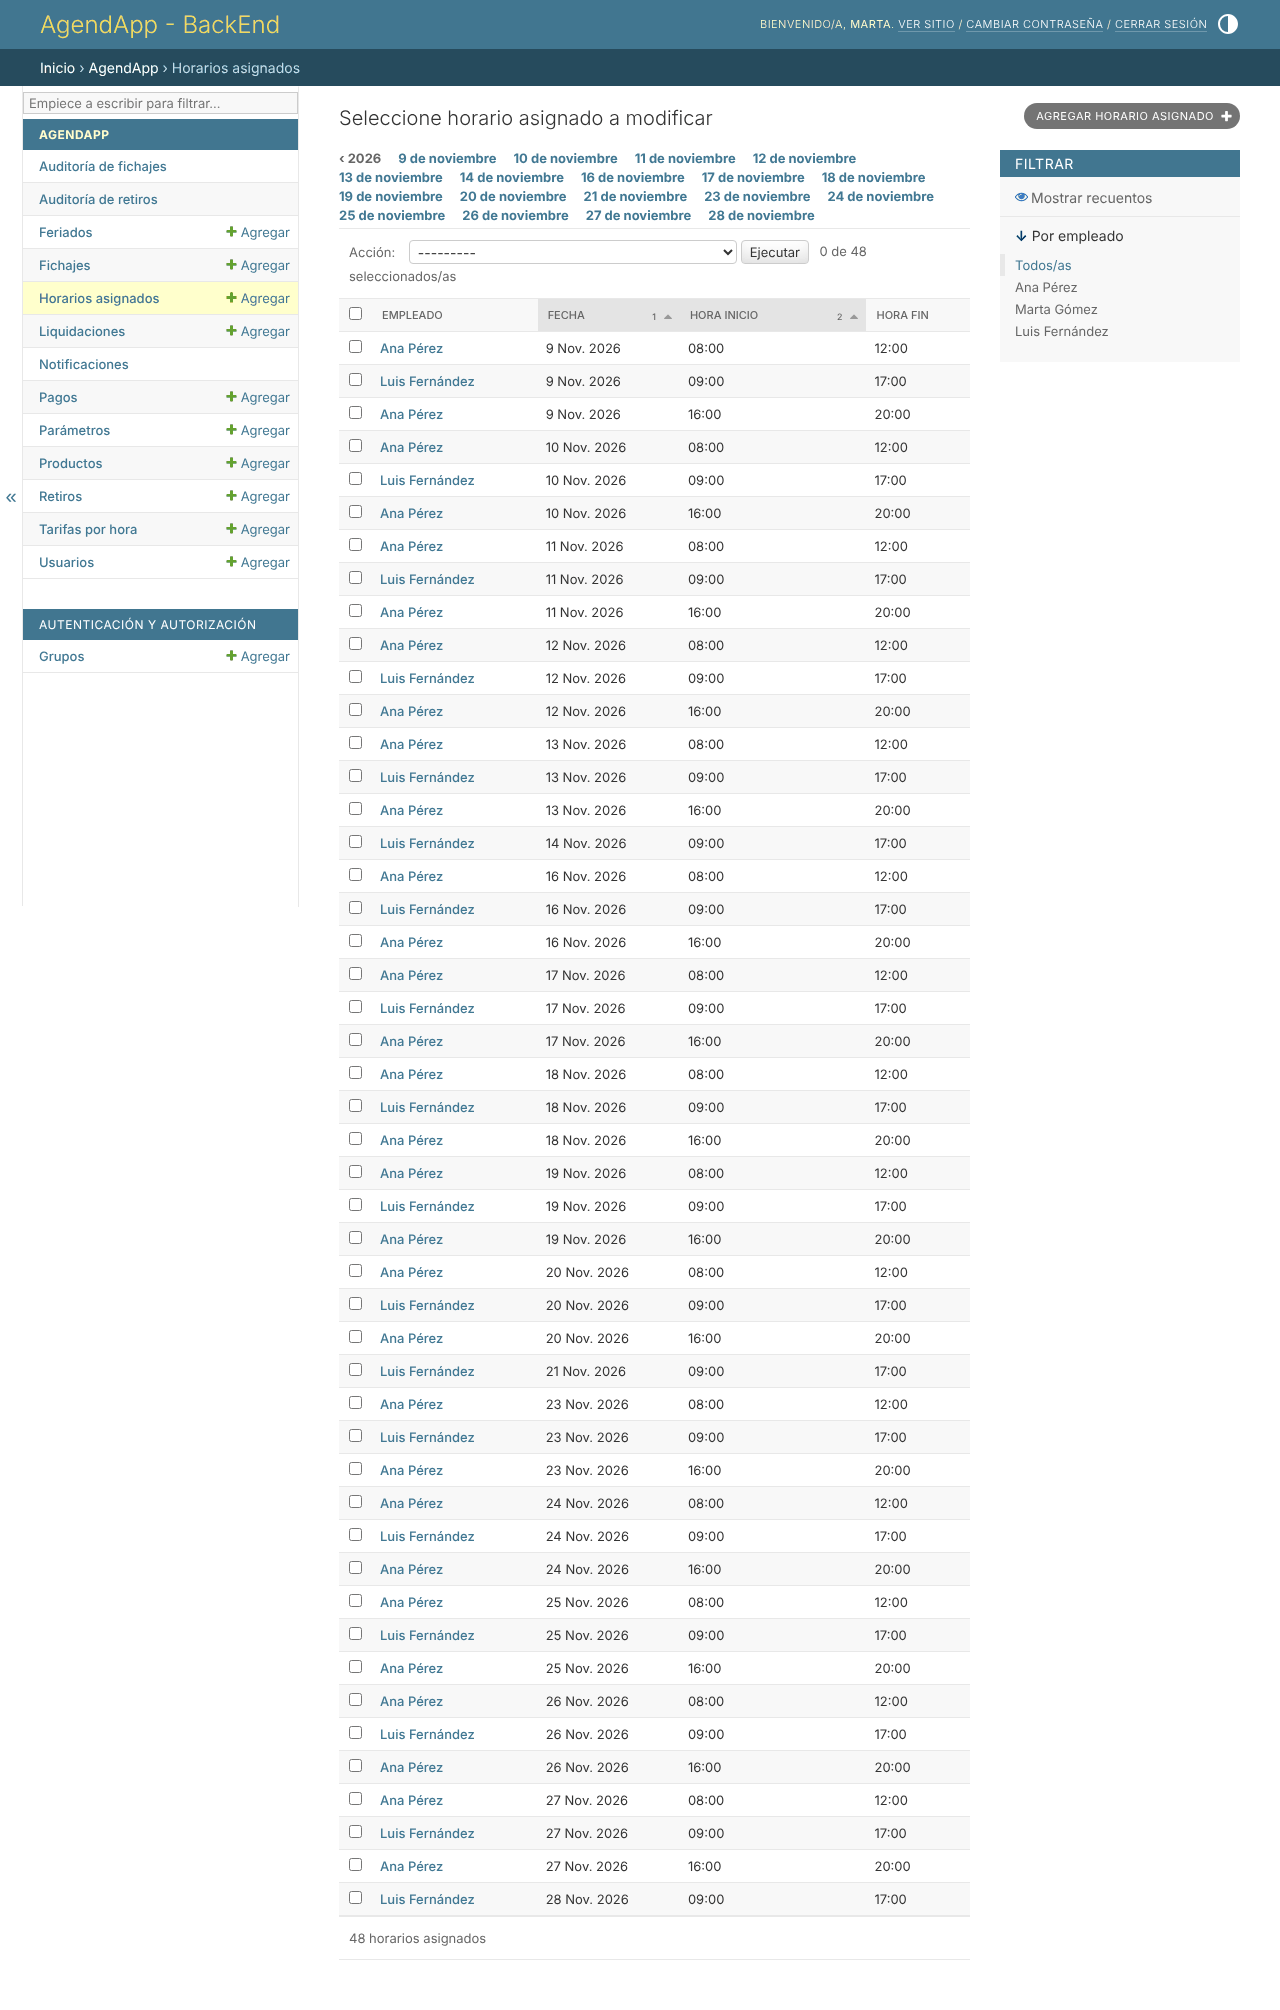 AgendApp - BackEnd
BIENVENIDO/A, MARTA. VER SITIO / CAMBIAR CONTRASEÑA / CERRAR SESIÓN
Inicio › AgendApp › Horarios asignados
Empiece a escribir para filtrar...
AGENDAPP
Auditoría de fichajes
Auditoría de retiros
Feriados Agregar
Fichajes Agregar
Horarios asignados Agregar
Liquidaciones Agregar
Notificaciones
Pagos Agregar
Parámetros Agregar
Productos Agregar
«
Retiros Agregar
Tarifas por hora Agregar
Usuarios Agregar
AUTENTICACIÓN Y AUTORIZACIÓN
Grupos Agregar
Seleccione horario asignado a modificar
AGREGAR HORARIO ASIGNADO
‹ 2026 9 de noviembre 10 de noviembre 11 de noviembre 12 de noviembre
13 de noviembre 14 de noviembre 16 de noviembre 17 de noviembre 18 de noviembre
19 de noviembre 20 de noviembre 21 de noviembre 23 de noviembre 24 de noviembre
25 de noviembre 26 de noviembre 27 de noviembre 28 de noviembre
Acción: --------- Ejecutar 0 de 48
seleccionados/as
EMPLEADO FECHA 1 HORA INICIO 2 HORA FIN
Ana Pérez 9 Nov. 2026 08:00 12:00
Luis Fernández 9 Nov. 2026 09:00 17:00
Ana Pérez 9 Nov. 2026 16:00 20:00
Ana Pérez 10 Nov. 2026 08:00 12:00
Luis Fernández 10 Nov. 2026 09:00 17:00
Ana Pérez 10 Nov. 2026 16:00 20:00
Ana Pérez 11 Nov. 2026 08:00 12:00
Luis Fernández 11 Nov. 2026 09:00 17:00
Ana Pérez 11 Nov. 2026 16:00 20:00
Ana Pérez 12 Nov. 2026 08:00 12:00
Luis Fernández 12 Nov. 2026 09:00 17:00
Ana Pérez 12 Nov. 2026 16:00 20:00
Ana Pérez 13 Nov. 2026 08:00 12:00
Luis Fernández 13 Nov. 2026 09:00 17:00
Ana Pérez 13 Nov. 2026 16:00 20:00
Luis Fernández 14 Nov. 2026 09:00 17:00
Ana Pérez 16 Nov. 2026 08:00 12:00
Luis Fernández 16 Nov. 2026 09:00 17:00
Ana Pérez 16 Nov. 2026 16:00 20:00
Ana Pérez 17 Nov. 2026 08:00 12:00
Luis Fernández 17 Nov. 2026 09:00 17:00
Ana Pérez 17 Nov. 2026 16:00 20:00
Ana Pérez 18 Nov. 2026 08:00 12:00
Luis Fernández 18 Nov. 2026 09:00 17:00
Ana Pérez 18 Nov. 2026 16:00 20:00
Ana Pérez 19 Nov. 2026 08:00 12:00
Luis Fernández 19 Nov. 2026 09:00 17:00
Ana Pérez 19 Nov. 2026 16:00 20:00
Ana Pérez 20 Nov. 2026 08:00 12:00
Luis Fernández 20 Nov. 2026 09:00 17:00
Ana Pérez 20 Nov. 2026 16:00 20:00
Luis Fernández 21 Nov. 2026 09:00 17:00
Ana Pérez 23 Nov. 2026 08:00 12:00
Luis Fernández 23 Nov. 2026 09:00 17:00
Ana Pérez 23 Nov. 2026 16:00 20:00
Ana Pérez 24 Nov. 2026 08:00 12:00
Luis Fernández 24 Nov. 2026 09:00 17:00
Ana Pérez 24 Nov. 2026 16:00 20:00
Ana Pérez 25 Nov. 2026 08:00 12:00
Luis Fernández 25 Nov. 2026 09:00 17:00
Ana Pérez 25 Nov. 2026 16:00 20:00
Ana Pérez 26 Nov. 2026 08:00 12:00
Luis Fernández 26 Nov. 2026 09:00 17:00
Ana Pérez 26 Nov. 2026 16:00 20:00
Ana Pérez 27 Nov. 2026 08:00 12:00
Luis Fernández 27 Nov. 2026 09:00 17:00
Ana Pérez 27 Nov. 2026 16:00 20:00
Luis Fernández 28 Nov. 2026 09:00 17:00
48 horarios asignados
FILTRAR
Mostrar recuentos
↓ Por empleado
Todos/as
Ana Pérez
Marta Gómez
Luis Fernández